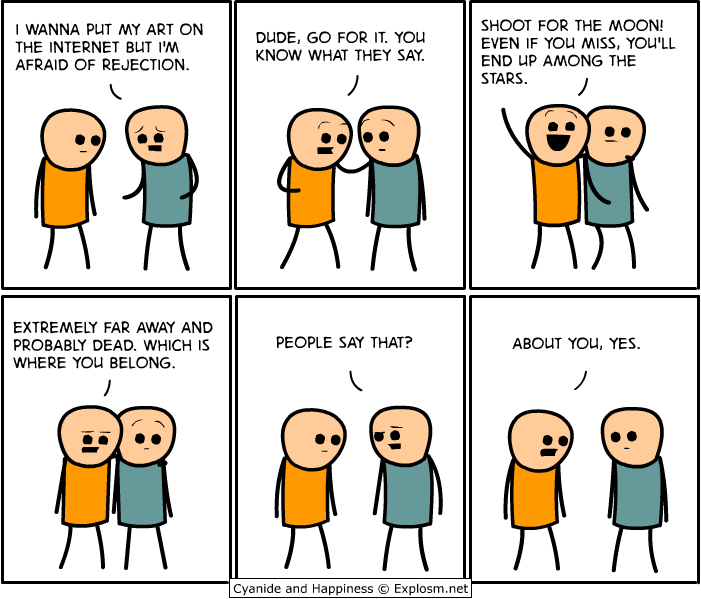 I WANNA PUT MY ART ON
THE INTERNET BUT I'M
AFRAID OF REJECTION.
DUDE, GO FOR IT. YOU
KNOW WHAT THEY SAY.
SHOOT FOR THE MOON!
EVEN IF YOU MISS, YOU'LL
END UP AMONG THE
STARS.
EXTREMELY FAR AWAY AND
PROBABLY DEAD. WHICH IS
WHERE YOU BELONG.
PEOPLE SAY THAT?
ABOUT YOU, YES.
Cyanide and Happiness © Explosm.net